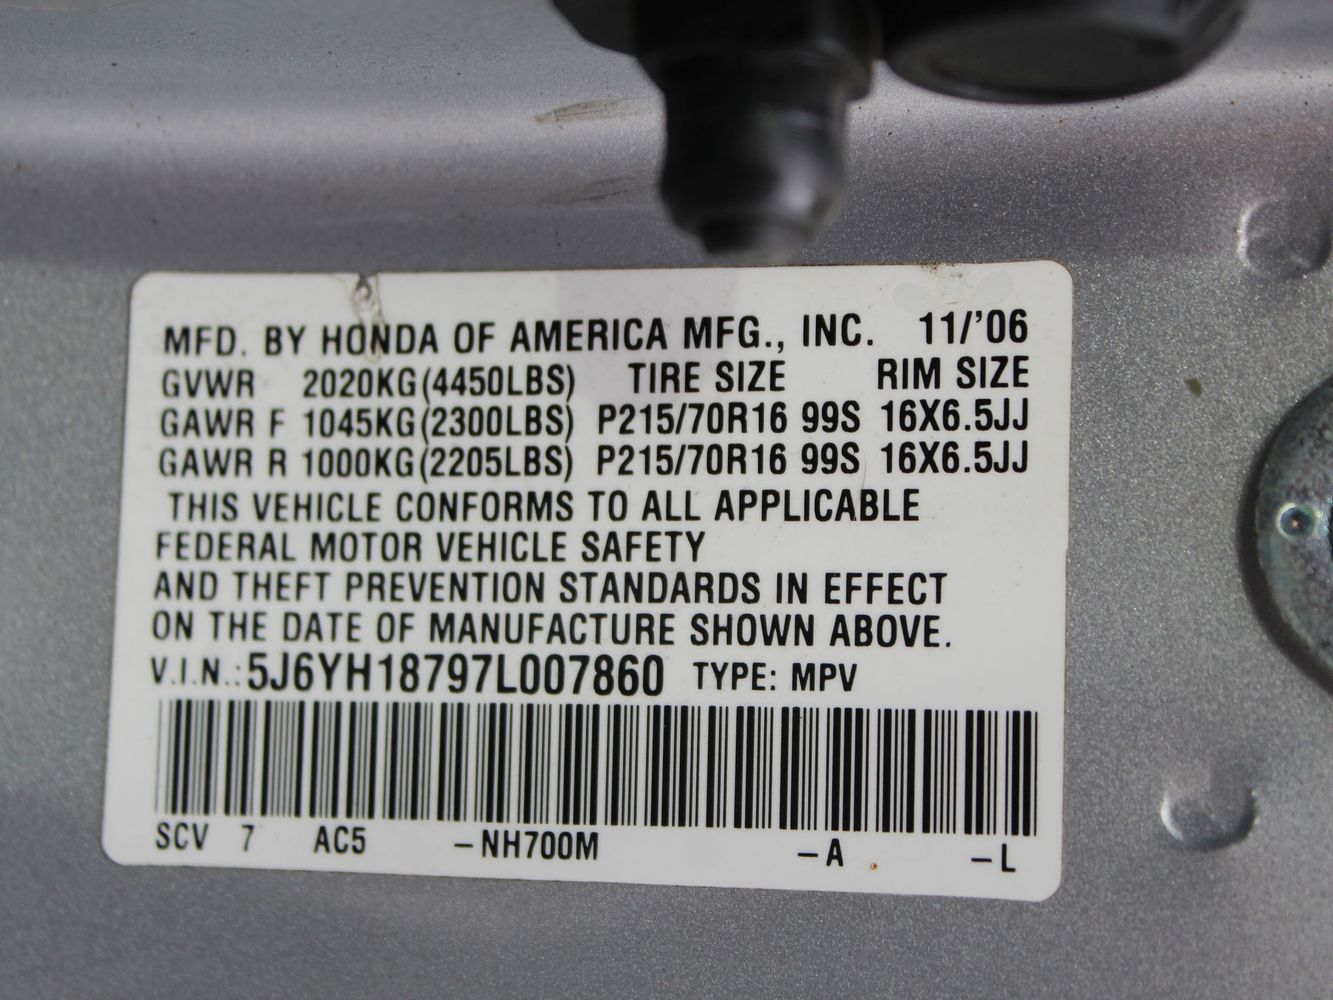 MFD. BY HONDA OF AMERICA MFG., INC. 11/'06
GVWR 2020KG(4450LBS) TIRE SIZE RIM SIZE
GAWR F 1045KG(2300LBS) P215/70R16 99S 16X6.5JJ
GAWR R 1000KG(2205LBS) P215/70R16 99S 16X6.5JJ
THIS VEHICLE CONFORMS TO ALL APPLICABLE
FEDERAL MOTOR VEHICLE SAFETY
AND THEFT PREVENTION STANDARDS IN EFFECT
ON THE DATE OF MANUFACTURE SHOWN ABOVE.
V.I.N.:5J6YH18797L007860 TYPE: MPV
SCV 7 AC5 -NH700M -A -L